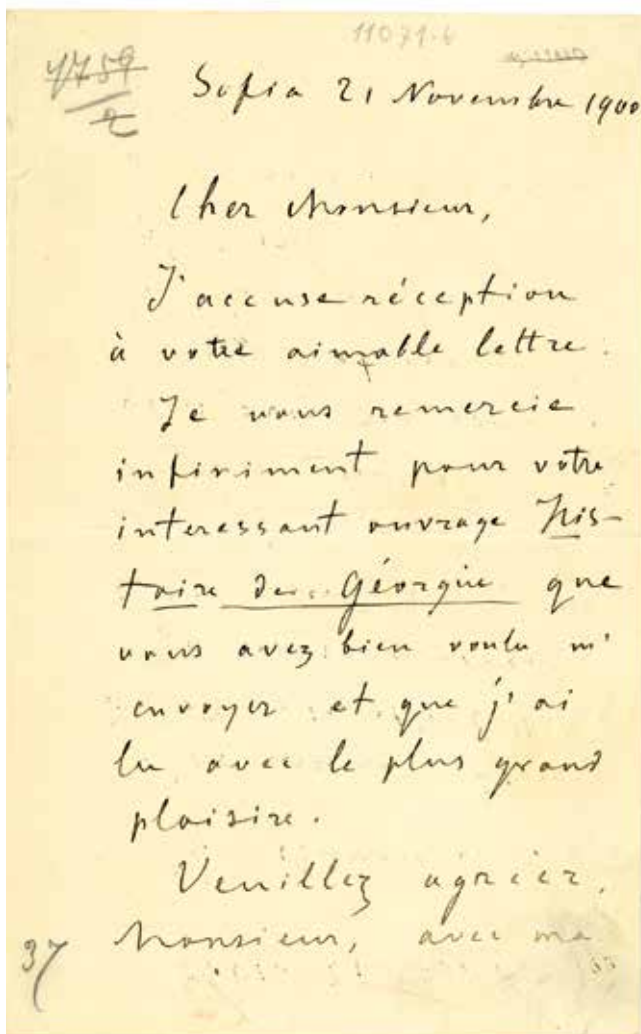 11071-6
4759
2
Sofia 21 Novembre 1900
Cher Monsieur,
J'accuse réception
à votre aimable lettre.
Je vous remercie
infiniment pour votre
interessant ouvrage His-
toire de Géorgie que
vous avez bien voulu m'
envoyer et que j'ai
lu avec le plus grand
plaisire.
Veuillez agréer,
Monsieur, avec ma
37